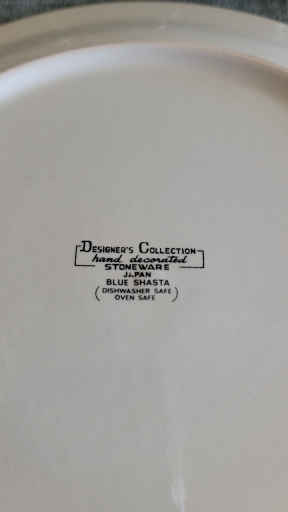 DESIGNER'S COLLECTION
hand decorated
STONEWARE
JAPAN
BLUE SHASTA
(DISHWASHER SAFE
OVEN SAFE)